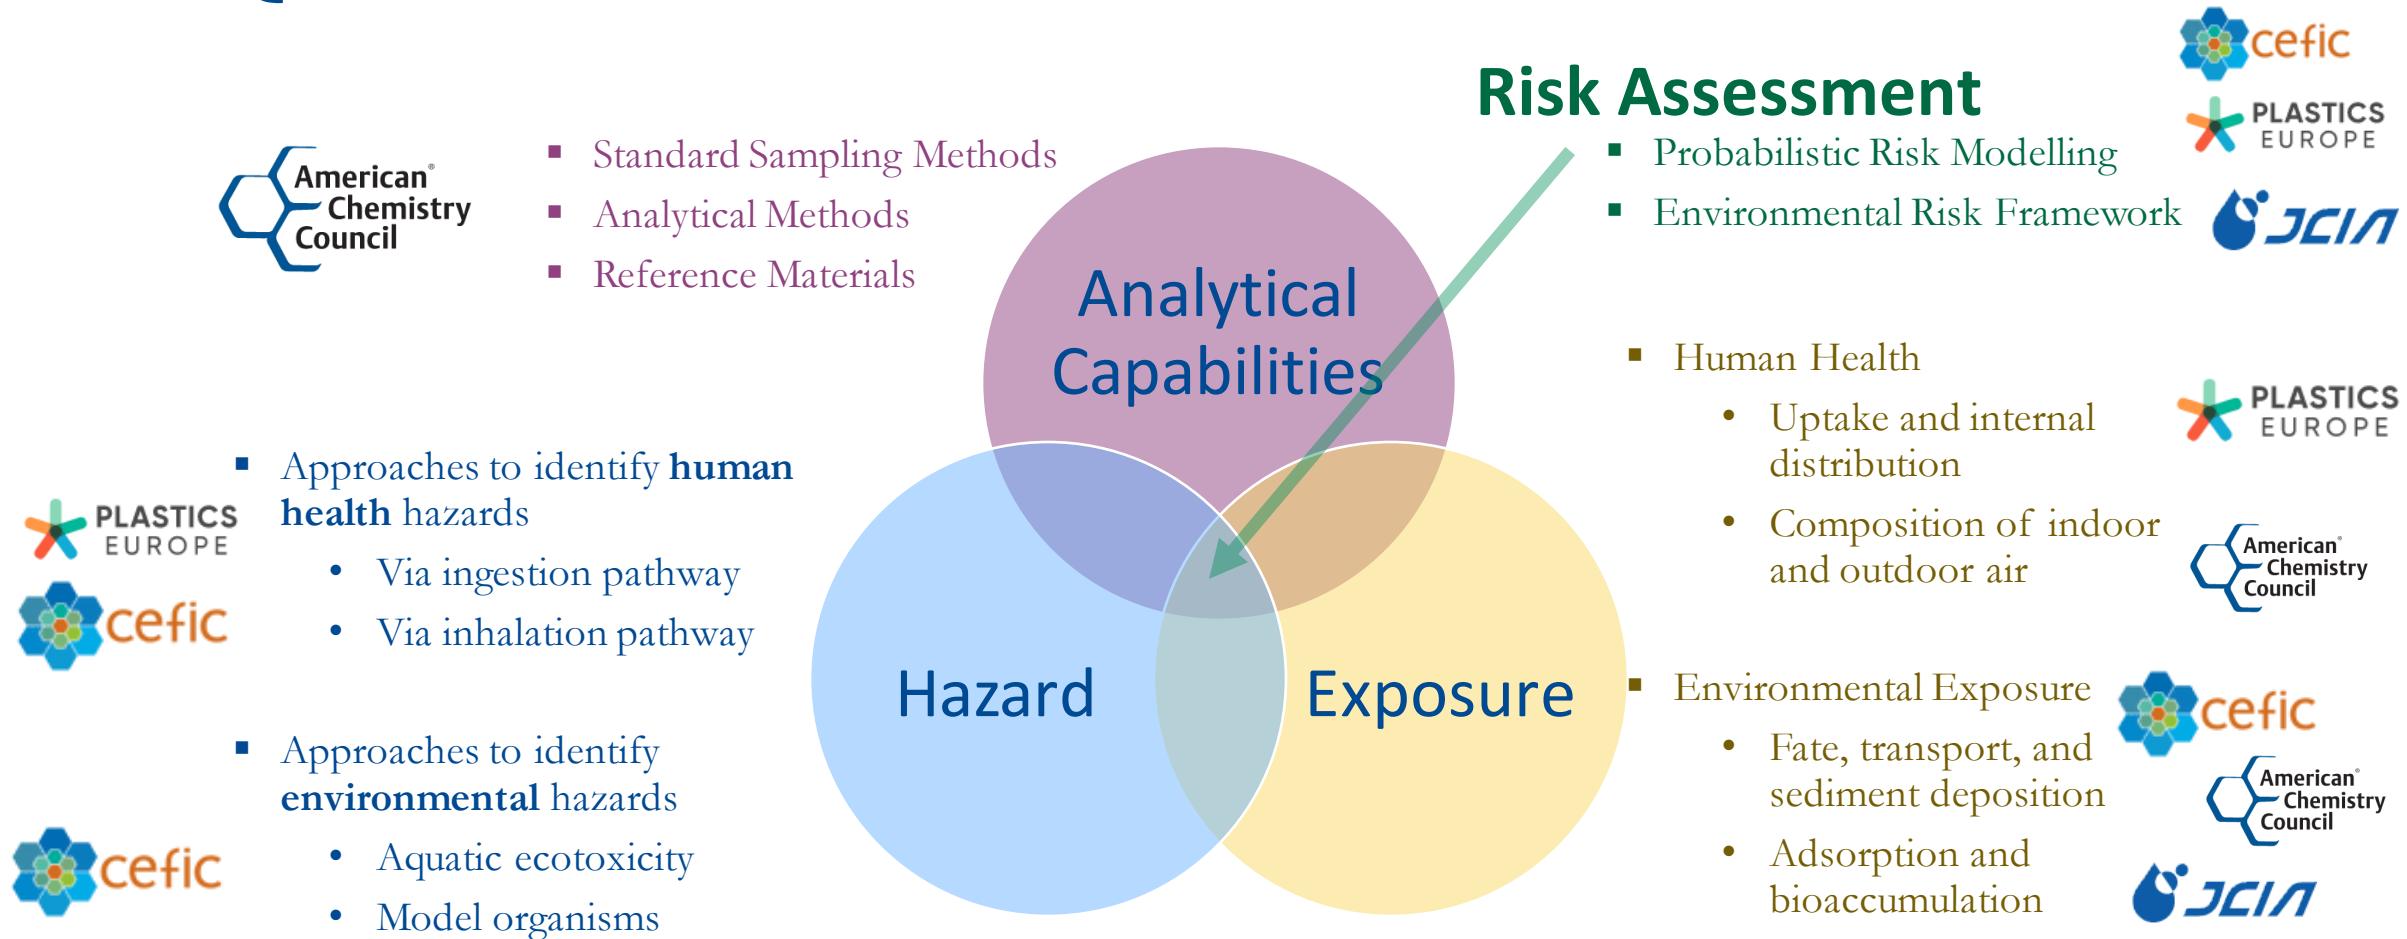 cefic
Risk Assessment
PLASTICS
EUROPE
▪ Probabilistic Risk Modelling
▪ Environmental Risk Framework
JCIA
American®
Chemistry
Council
▪ Standard Sampling Methods
▪ Analytical Methods
▪ Reference Materials
Analytical
Capabilities
▪ Human Health
• Uptake and internal
distribution
• Composition of indoor
and outdoor air
PLASTICS
EUROPE
American®
Chemistry
Council
▪ Approaches to identify human
health hazards
• Via ingestion pathway
• Via inhalation pathway
PLASTICS
EUROPE
cefic
Hazard
Exposure
▪ Environmental Exposure
• Fate, transport, and
sediment deposition
• Adsorption and
bioaccumulation
cefic
American®
Chemistry
Council
JCIA
▪ Approaches to identify
environmental hazards
• Aquatic ecotoxicity
• Model organisms
cefic